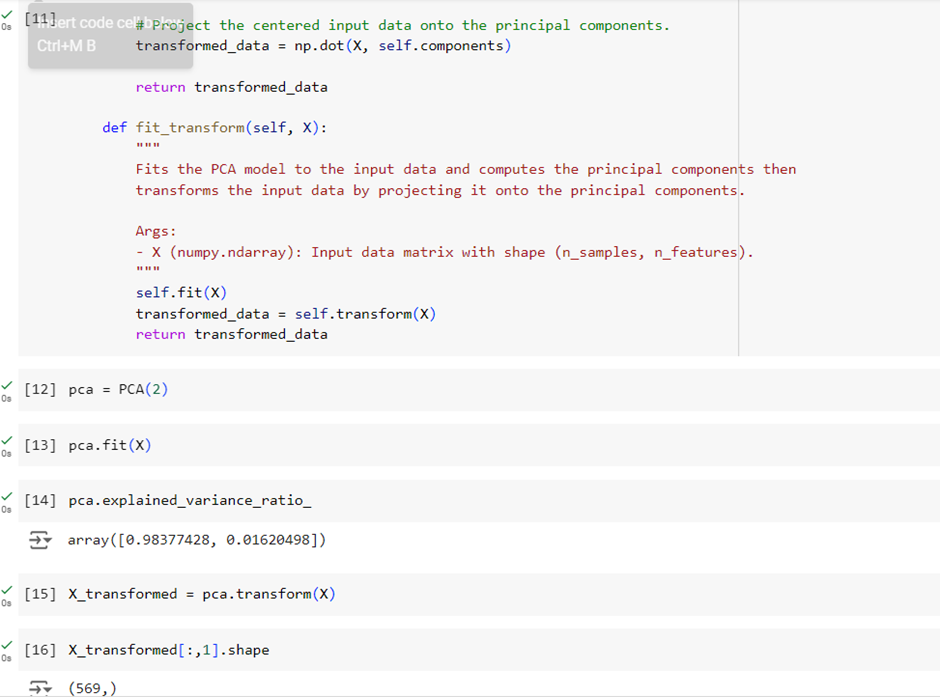 [11]
Insert code cell below
Ctrl+M B
# Project the centered input data onto the principal components.
transformed_data = np.dot(X, self.components)
return transformed_data
def fit_transform(self, X):
"""
Fits the PCA model to the input data and computes the principal components then
transforms the input data by projecting it onto the principal components.
Args:
- X (numpy.ndarray): Input data matrix with shape (n_samples, n_features).
"""
self.fit(X)
transformed_data = self.transform(X)
return transformed_data
0s
[12] pca = PCA(2)
0s
[13] pca.fit(X)
0s
[14] pca.explained_variance_ratio_
0s
array([0.98377428, 0.01620498])
[15] X_transformed = pca.transform(X)
0s
[16] X_transformed[:,1].shape
0s
(569,)